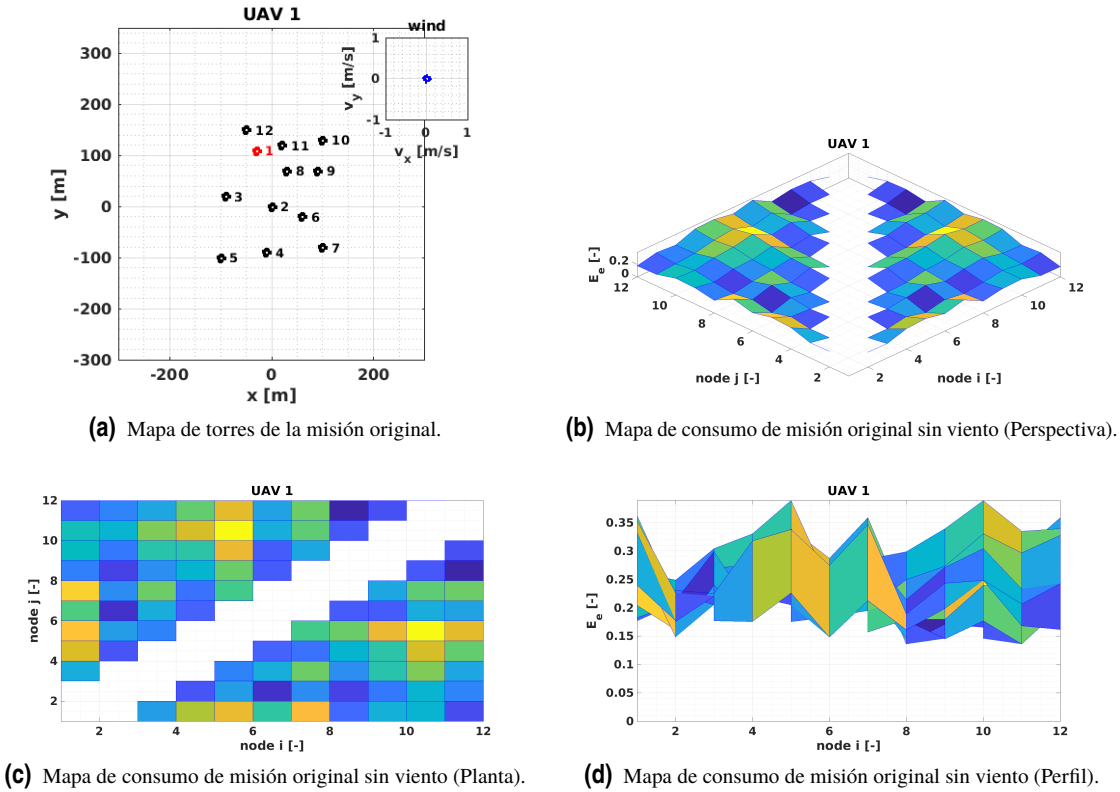 UAV 1
wind
1
0
-1
v_y [m/s]
-1 0 1
v_x [m/s]
300
200
100
0
-100
-200
-300
y [m]
12
11
10
1
8
9
3
2
6
4
7
5
-200 0 200
x [m]
(a) Mapa de torres de la misión original.
UAV 1
0.2
0
E_e [-]
12
10
8
6
4
2
node j [-]
2
4
6
8
10
12
node i [-]
(b) Mapa de consumo de misión original sin viento (Perspectiva).
UAV 1
12
10
8
6
4
2
node j [-]
2 4 6 8 10 12
node i [-]
(c) Mapa de consumo de misión original sin viento (Planta).
UAV 1
0.35
0.3
0.25
0.2
0.15
0.1
0.05
0
E_e [-]
2 4 6 8 10 12
node i [-]
(d) Mapa de consumo de misión original sin viento (Perfil).